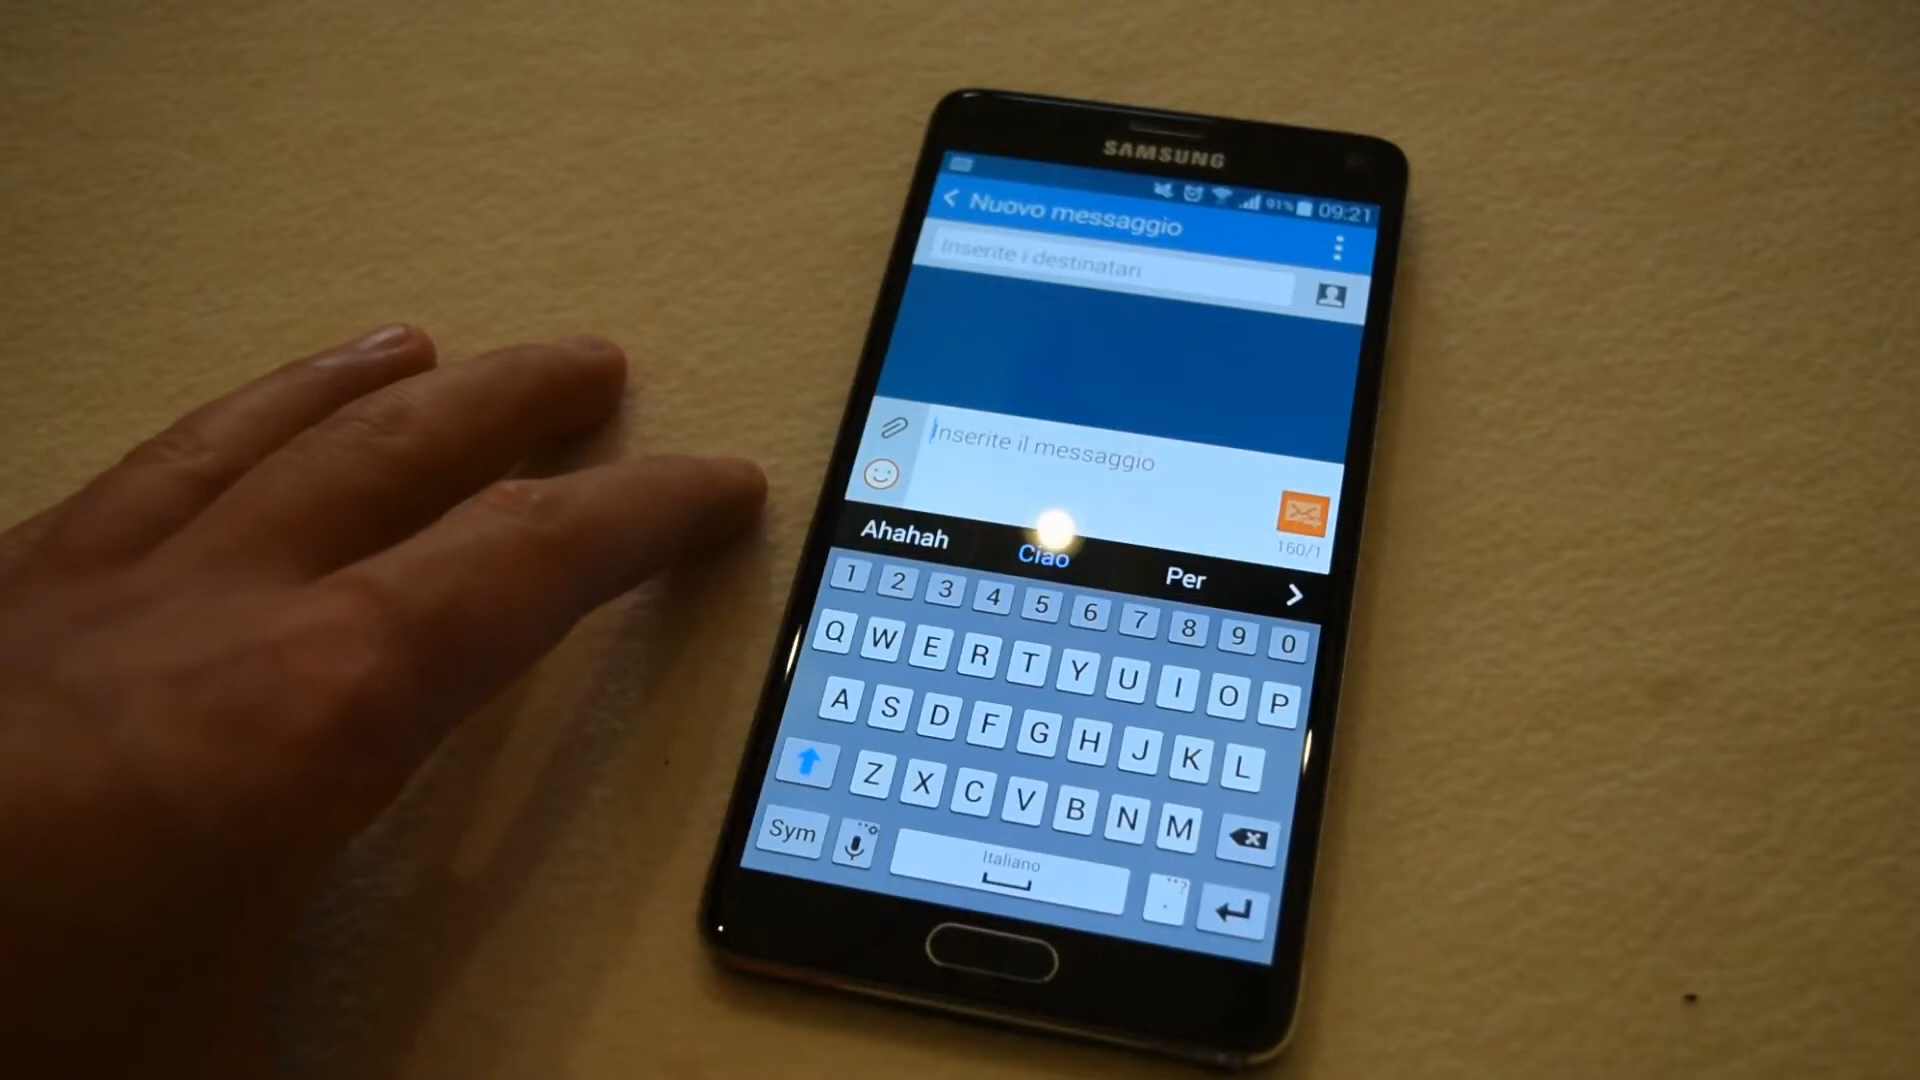 SAMSUNG
91% 09:21
Nuovo messaggio
Inserite i destinatari
Inserite il messaggio
160/1
Ahahah Ciao Per
1 2 3 4 5 6 7 8 9 0
Q W E R T Y U I O P
A S D F G H J K L
Z X C V B N M
Sym Italiano . ...?